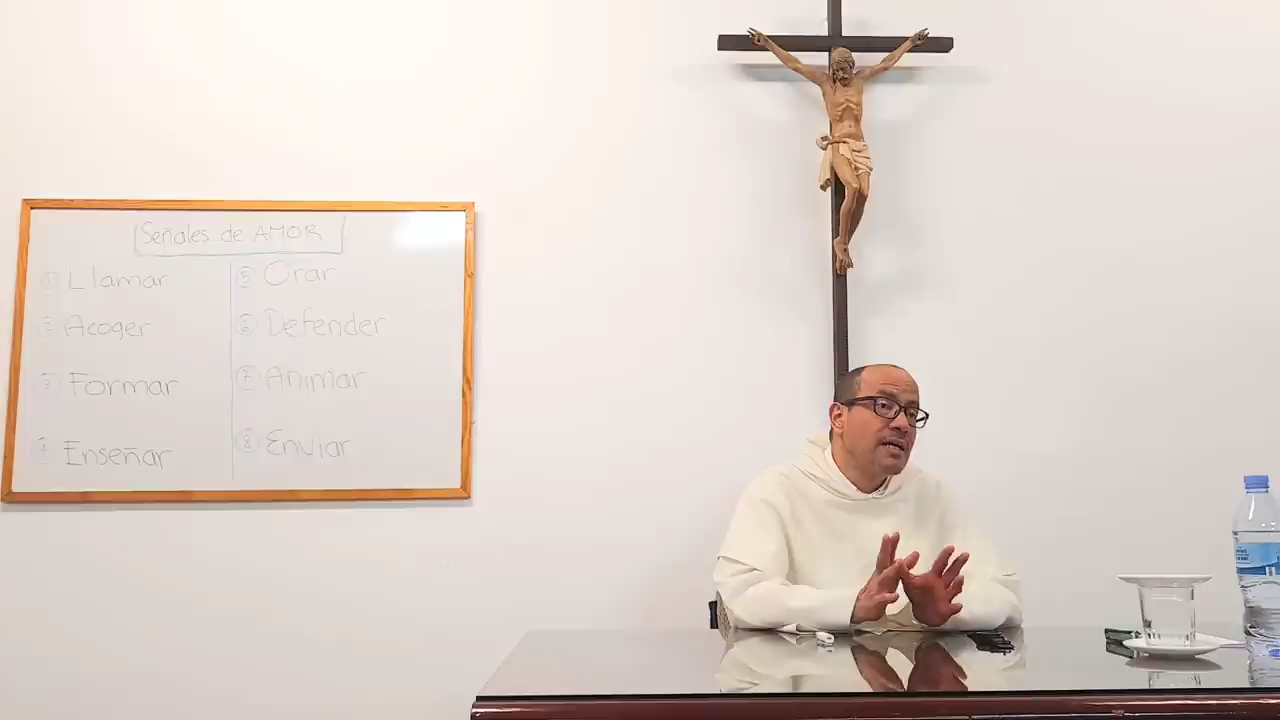 Señales de AMOR
1 Llamar
2 Acoger
3 Formar
4 Enseñar
5 Orar
6 Defender
7 Animar
8 Enviar